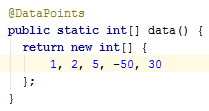 @DataPoints
public static int[] data() {
return new int[] {
1, 2, 5, -50, 30
};
}